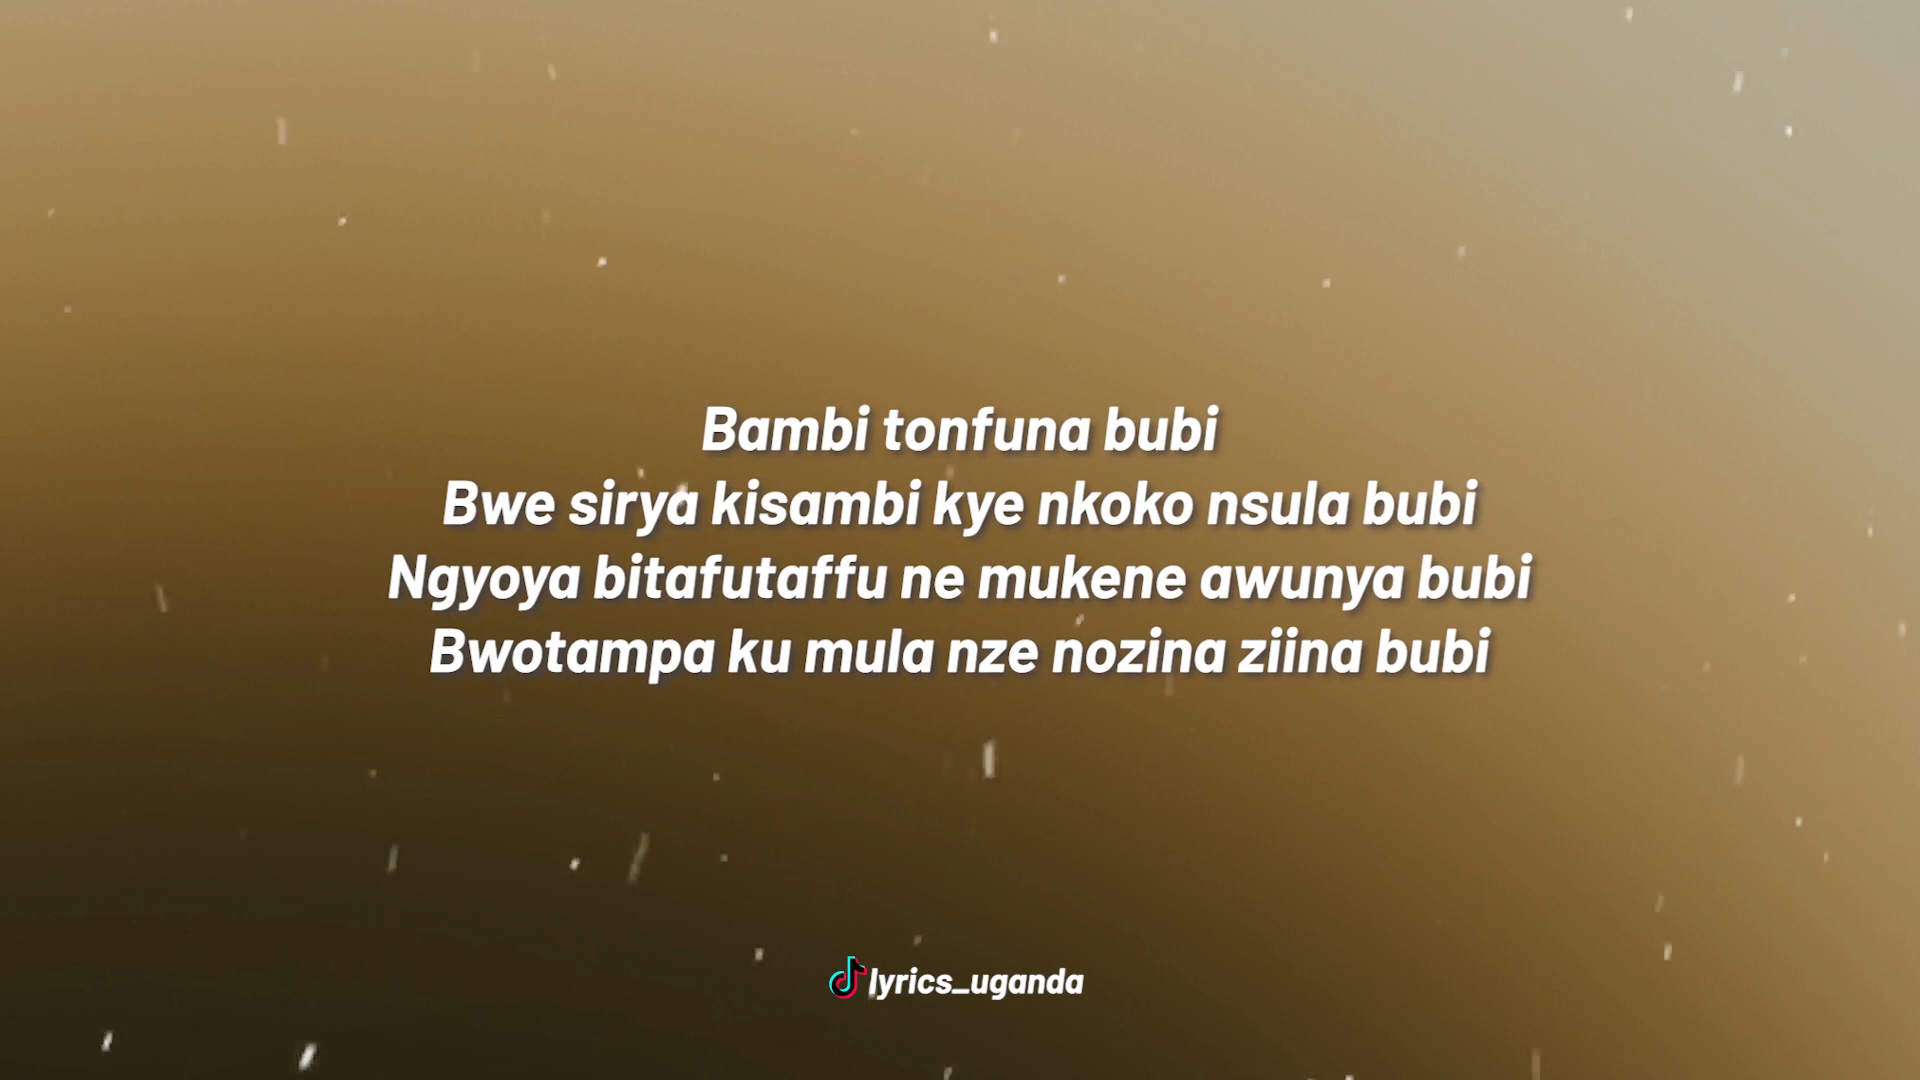 Bambi tonfuna bubi
Bwe sirya kisambi kye nkoko nsula bubi
Ngyoya bitafutaffu ne mukene awunya bubi
Bwotampa ku mula nze nozina ziina bubi
lyrics_uganda